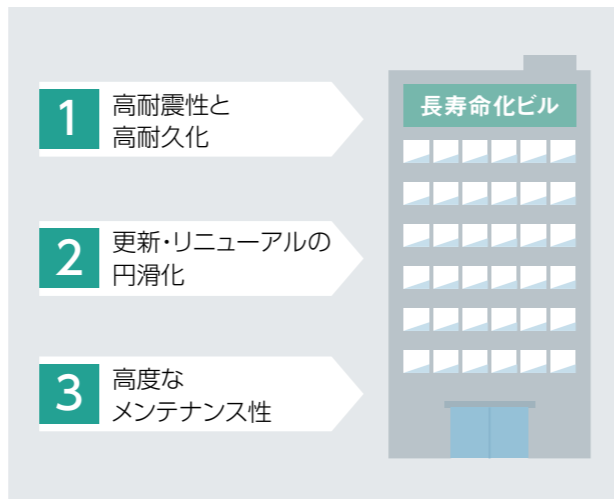 1
高耐震性と
高耐久化
2
更新・リニューアルの
円滑化
3
高度な
メンテナンス性
長寿命化ビル